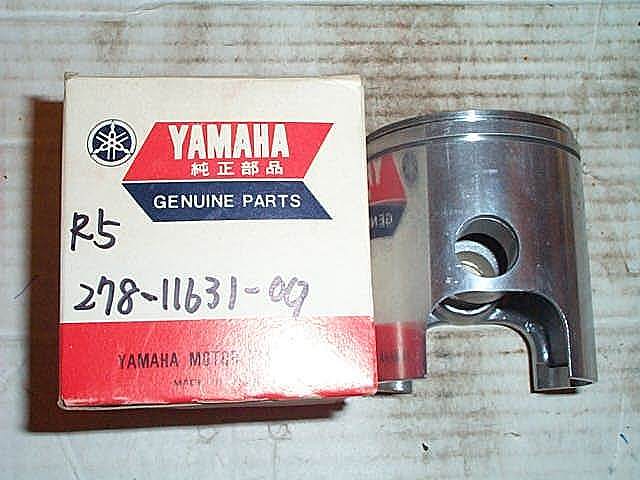 YAMAHA
純正部品
GENUINE PARTS
R5
278-11631-09
YAMAHA MOTOR